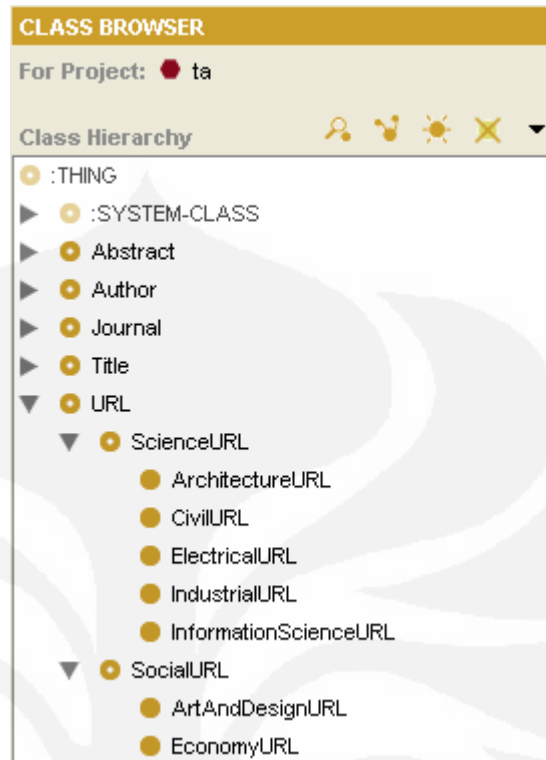 CLASS BROWSER
For Project: ta
Class Hierarchy
:THING
:SYSTEM-CLASS
Abstract
Author
Journal
Title
URL
ScienceURL
ArchitectureURL
CivilURL
ElectricalURL
IndustrialURL
InformationScienceURL
SocialURL
ArtAndDesignURL
EconomyURL